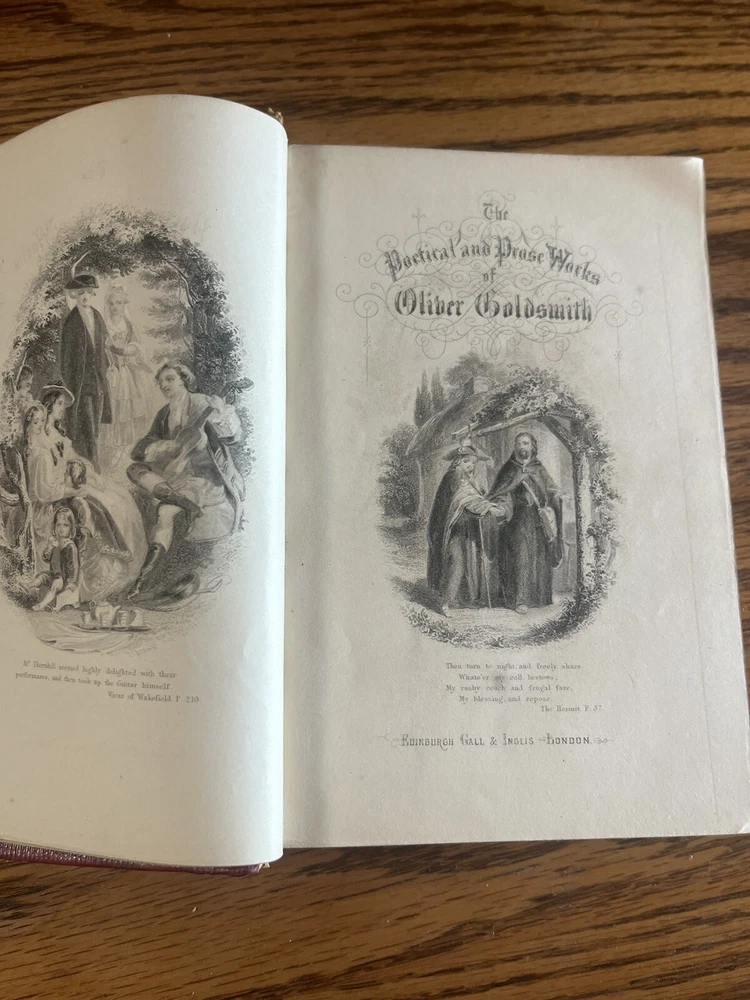 Mr Thornhill seemed highly delighted with their
performance, and then took up the Guitar himself.
Vicar of Wakefield P. 210
The
Poetical and Prose Works
of
Oliver Goldsmith
Then turn to night, and freely share
Whate'er my cell bestows;
My rushy couch and frugal fare,
My blessing, and repose.
The Hermit P. 37.
EDINBURGH GALL & INGLIS LONDON.